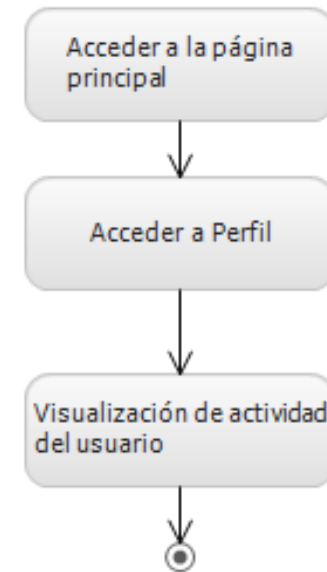 Acceder a la página
principal
Acceder a Perfil
Visualización de actividad
del usuario